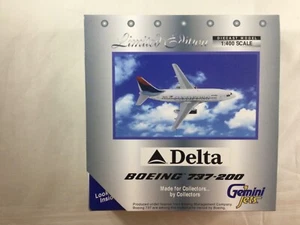 Limited Edition
DIECAST MODEL
1:400 SCALE
Delta
BOEING 737-200
Made for Collectors...
by Collectors
Gemini
Jets